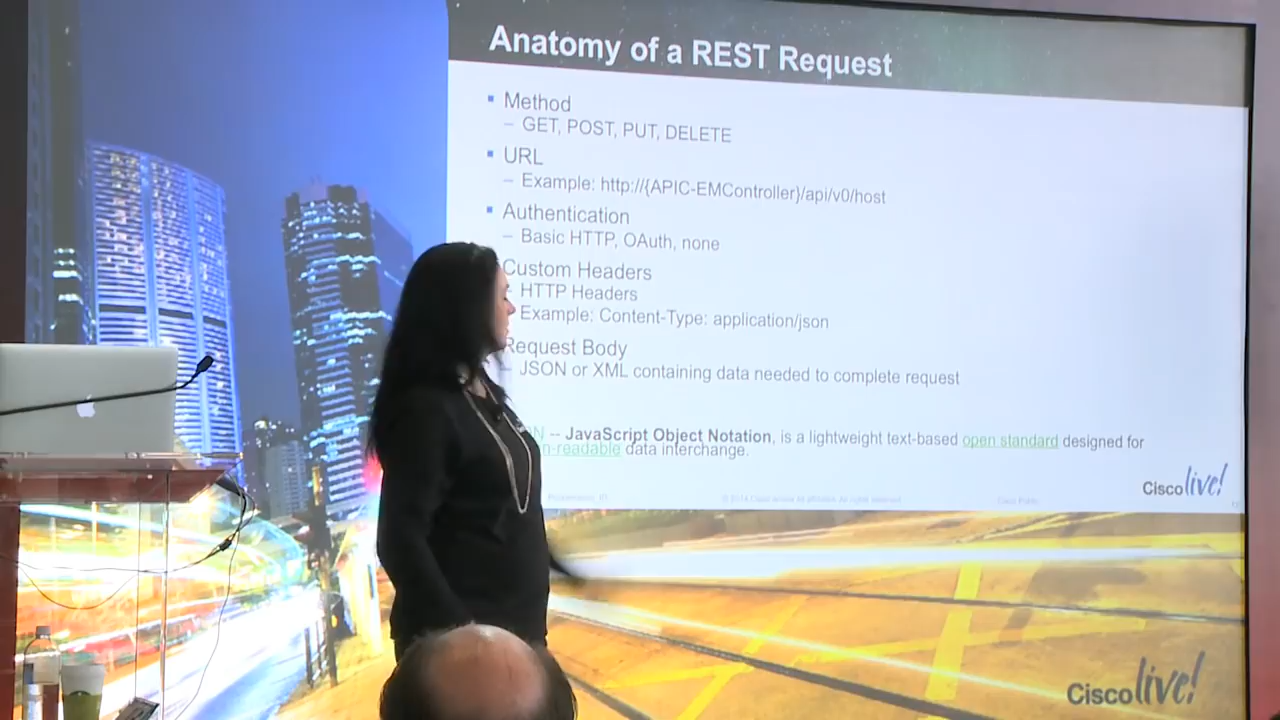 Anatomy of a REST Request
▪ Method
– GET, POST, PUT, DELETE
▪ URL
– Example: http://{APIC-EMController}/api/v0/host
▪ Authentication
– Basic HTTP, OAuth, none
Custom Headers
HTTP Headers
Example: Content-Type: application/json
Request Body
– JSON or XML containing data needed to complete request
N -- JavaScript Object Notation, is a lightweight text-based open standard designed for
n-readable data interchange.
Cisco live!
Cisco Public
Cisco live!